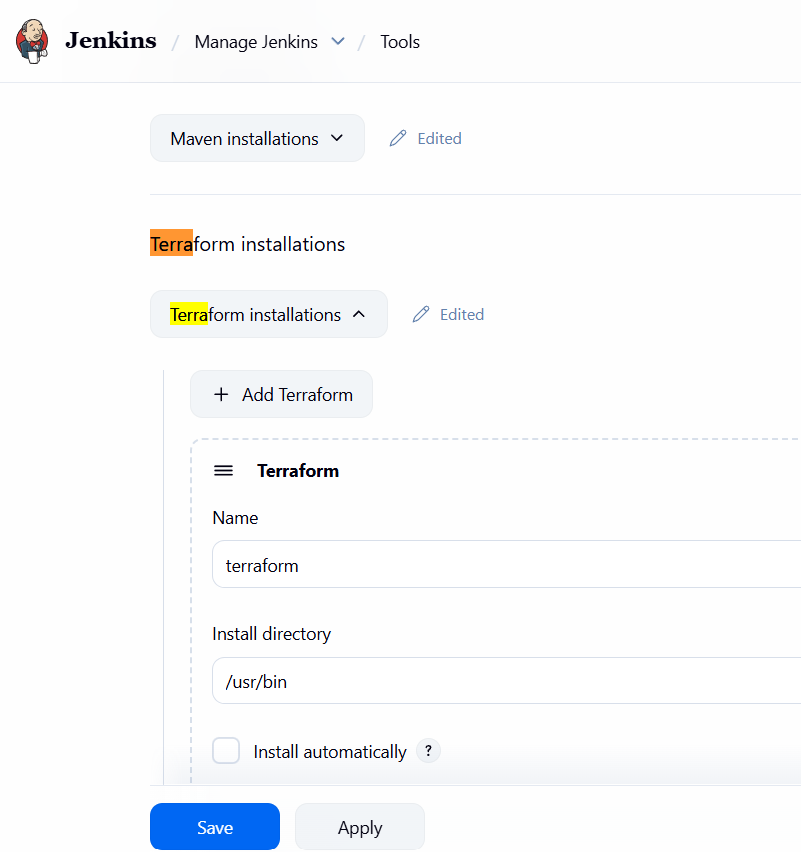 Jenkins / Manage Jenkins / Tools
Maven installations Edited
Terraform installations
Terraform installations Edited
+ Add Terraform
Terraform
Name
terraform
Install directory
/usr/bin
Install automatically ?
Save Apply